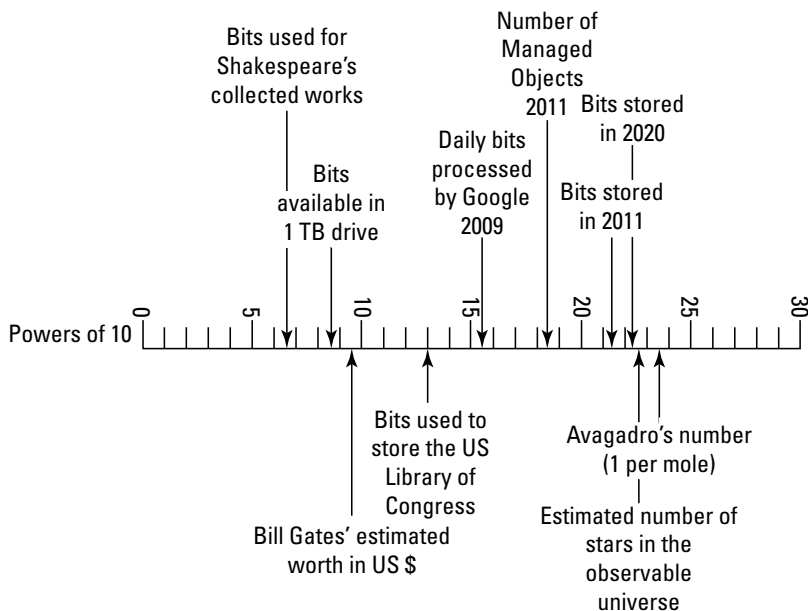 Bits used for
Shakespeare's
collected works
Bits
available in
1 TB drive
Daily bits
processed
by Google
2009
Number of
Managed
Objects
2011
Bits stored
in 2020
Bits stored
in 2011
Powers of 10
0
5
10
15
20
25
30
Bill Gates' estimated
worth in US $
Bits used to
store the US
Library of
Congress
Avagadro's number
(1 per mole)
Estimated number of
stars in the
observable
universe